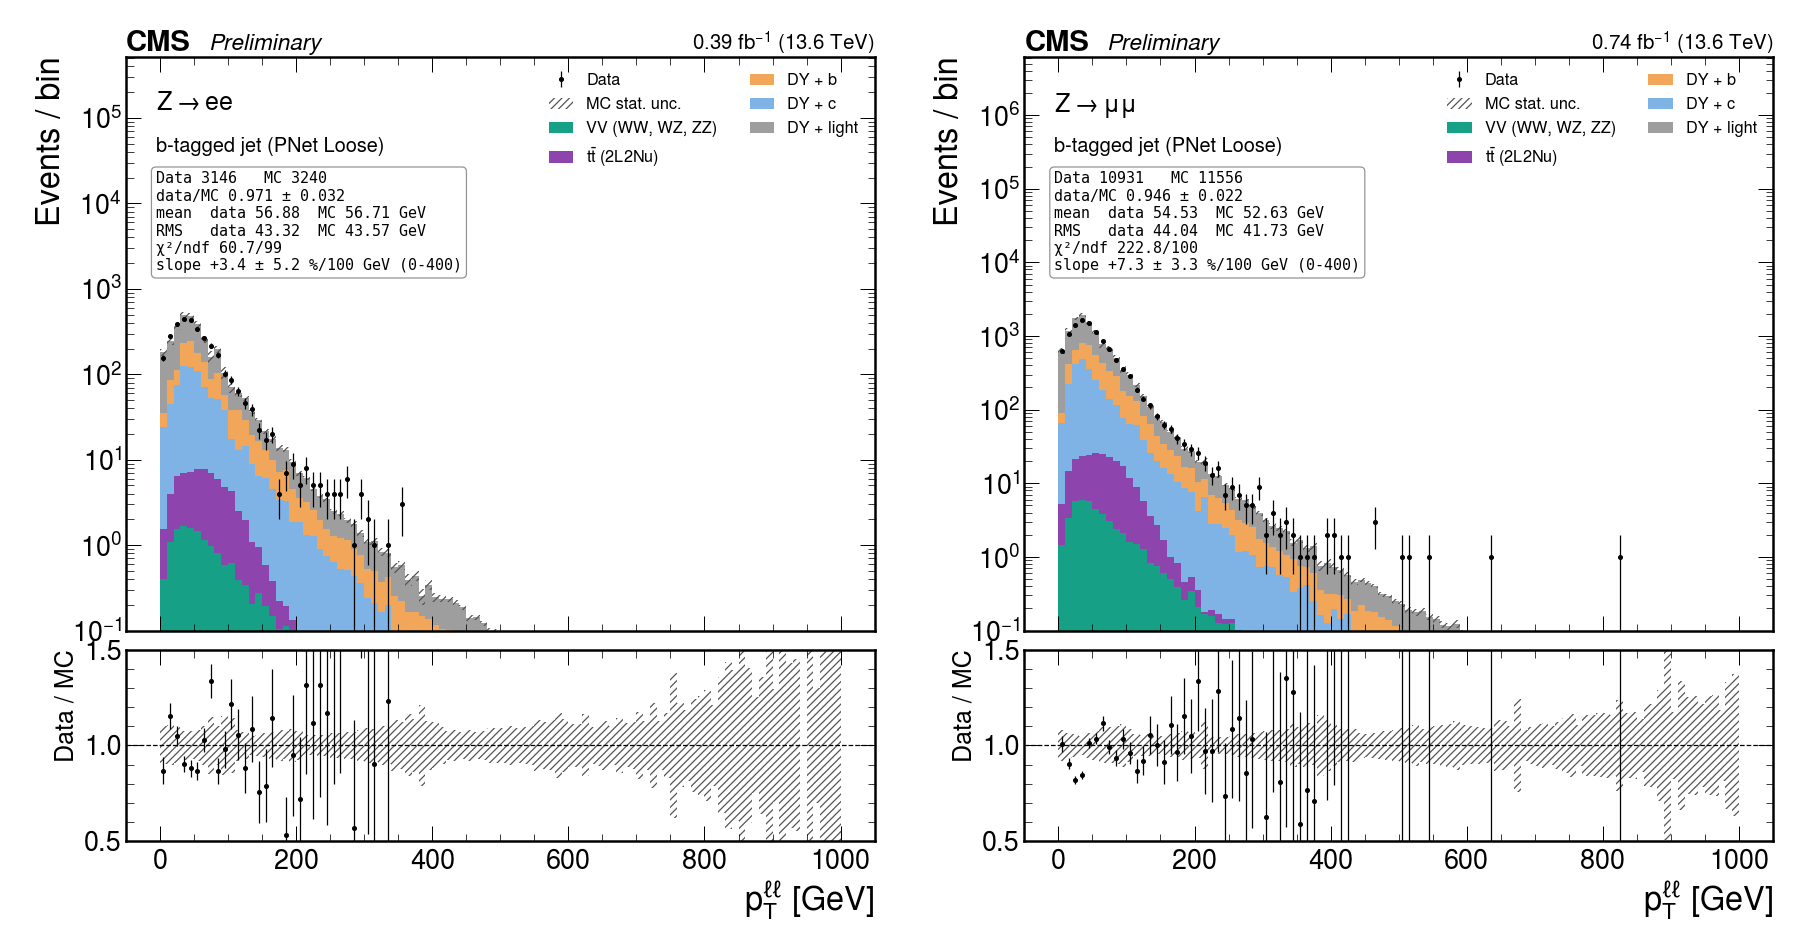 CMS Preliminary 0.39 fb⁻¹ (13.6 TeV)
Events / bin
Z → ee
b-tagged jet (PNet Loose)
Data 3146 MC 3240
data/MC 0.971 ± 0.032
mean data 56.88 MC 56.71 GeV
RMS data 43.32 MC 43.57 GeV
χ²/ndf 60.7/99
slope +3.4 ± 5.2 %/100 GeV (0-400)
Data
MC stat. unc.
VV (WW, WZ, ZZ)
tt̄ (2L2Nu)
DY + b
DY + c
DY + light
10⁵
10⁴
10³
10²
10¹
10⁰
10⁻¹
Data / MC
1.5
1.0
0.5
0 200 400 600 800 1000
p_T^ℓℓ [GeV]
CMS Preliminary 0.74 fb⁻¹ (13.6 TeV)
Events / bin
Z → μμ
b-tagged jet (PNet Loose)
Data 10931 MC 11556
data/MC 0.946 ± 0.022
mean data 54.53 MC 52.63 GeV
RMS data 44.04 MC 41.73 GeV
χ²/ndf 222.8/100
slope +7.3 ± 3.3 %/100 GeV (0-400)
Data
MC stat. unc.
VV (WW, WZ, ZZ)
tt̄ (2L2Nu)
DY + b
DY + c
DY + light
10⁶
10⁵
10⁴
10³
10²
10¹
10⁰
10⁻¹
Data / MC
1.5
1.0
0.5
0 200 400 600 800 1000
p_T^ℓℓ [GeV]